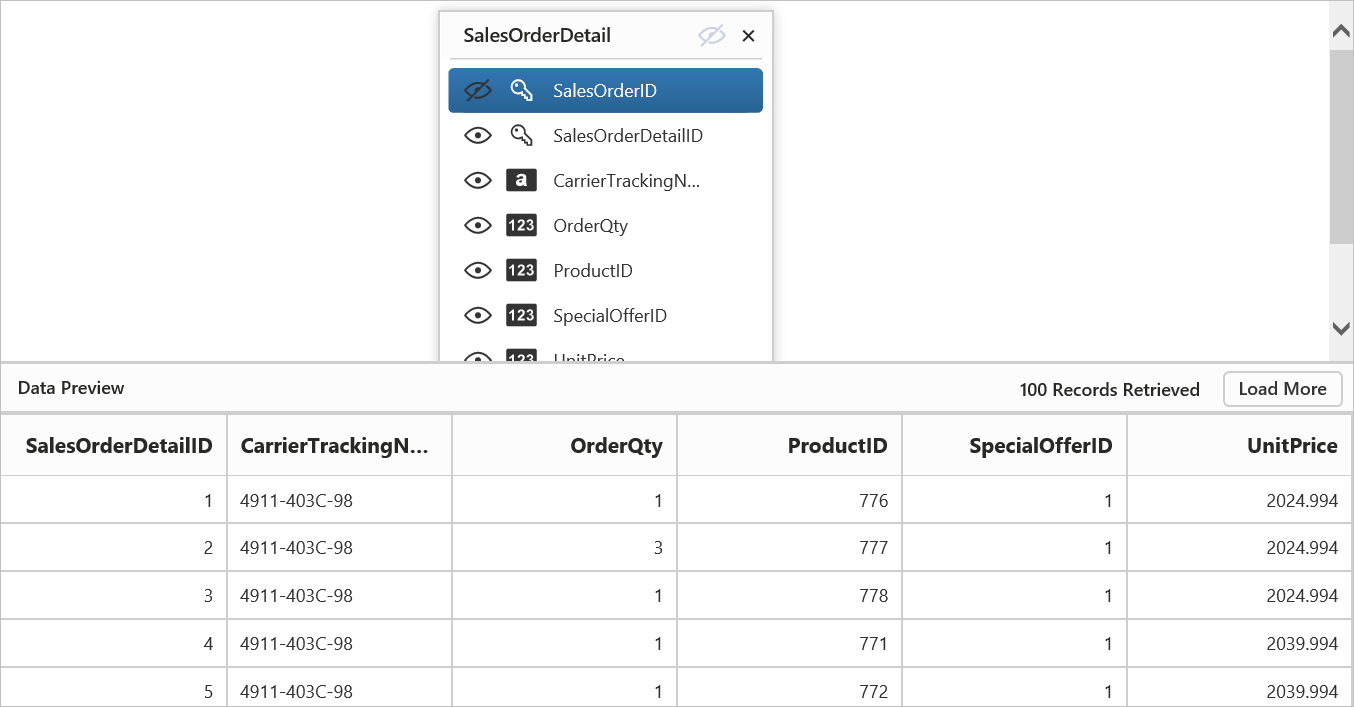 SalesOrderDetail
SalesOrderID
SalesOrderDetailID
a CarrierTrackingN...
123 OrderQty
123 ProductID
123 SpecialOfferID
123 UnitPrice
Data Preview 100 Records Retrieved Load More
SalesOrderDetailID CarrierTrackingN... OrderQty ProductID SpecialOfferID UnitPrice
1 4911-403C-98 1 776 1 2024.994
2 4911-403C-98 3 777 1 2024.994
3 4911-403C-98 1 778 1 2024.994
4 4911-403C-98 1 771 1 2039.994
5 4911-403C-98 1 772 1 2039.994